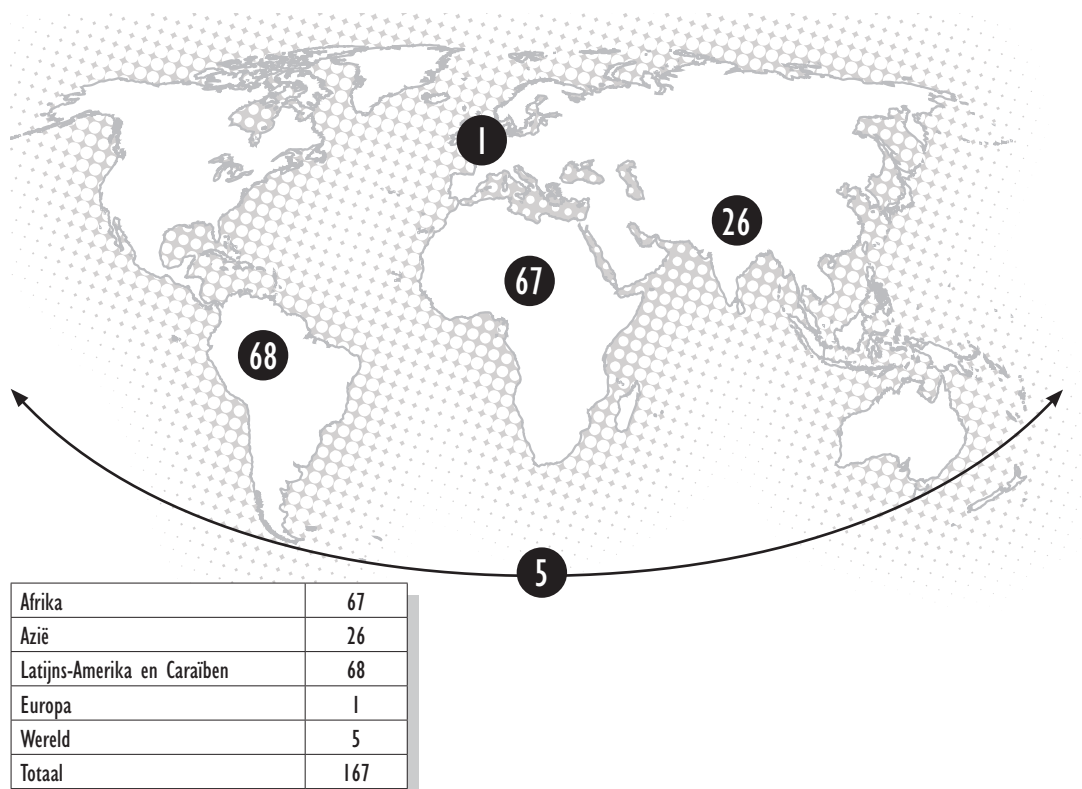 1
26
67
68
5
Afrika 67
Azië 26
Latijns-Amerika en Caraïben 68
Europa 1
Wereld 5
Totaal 167